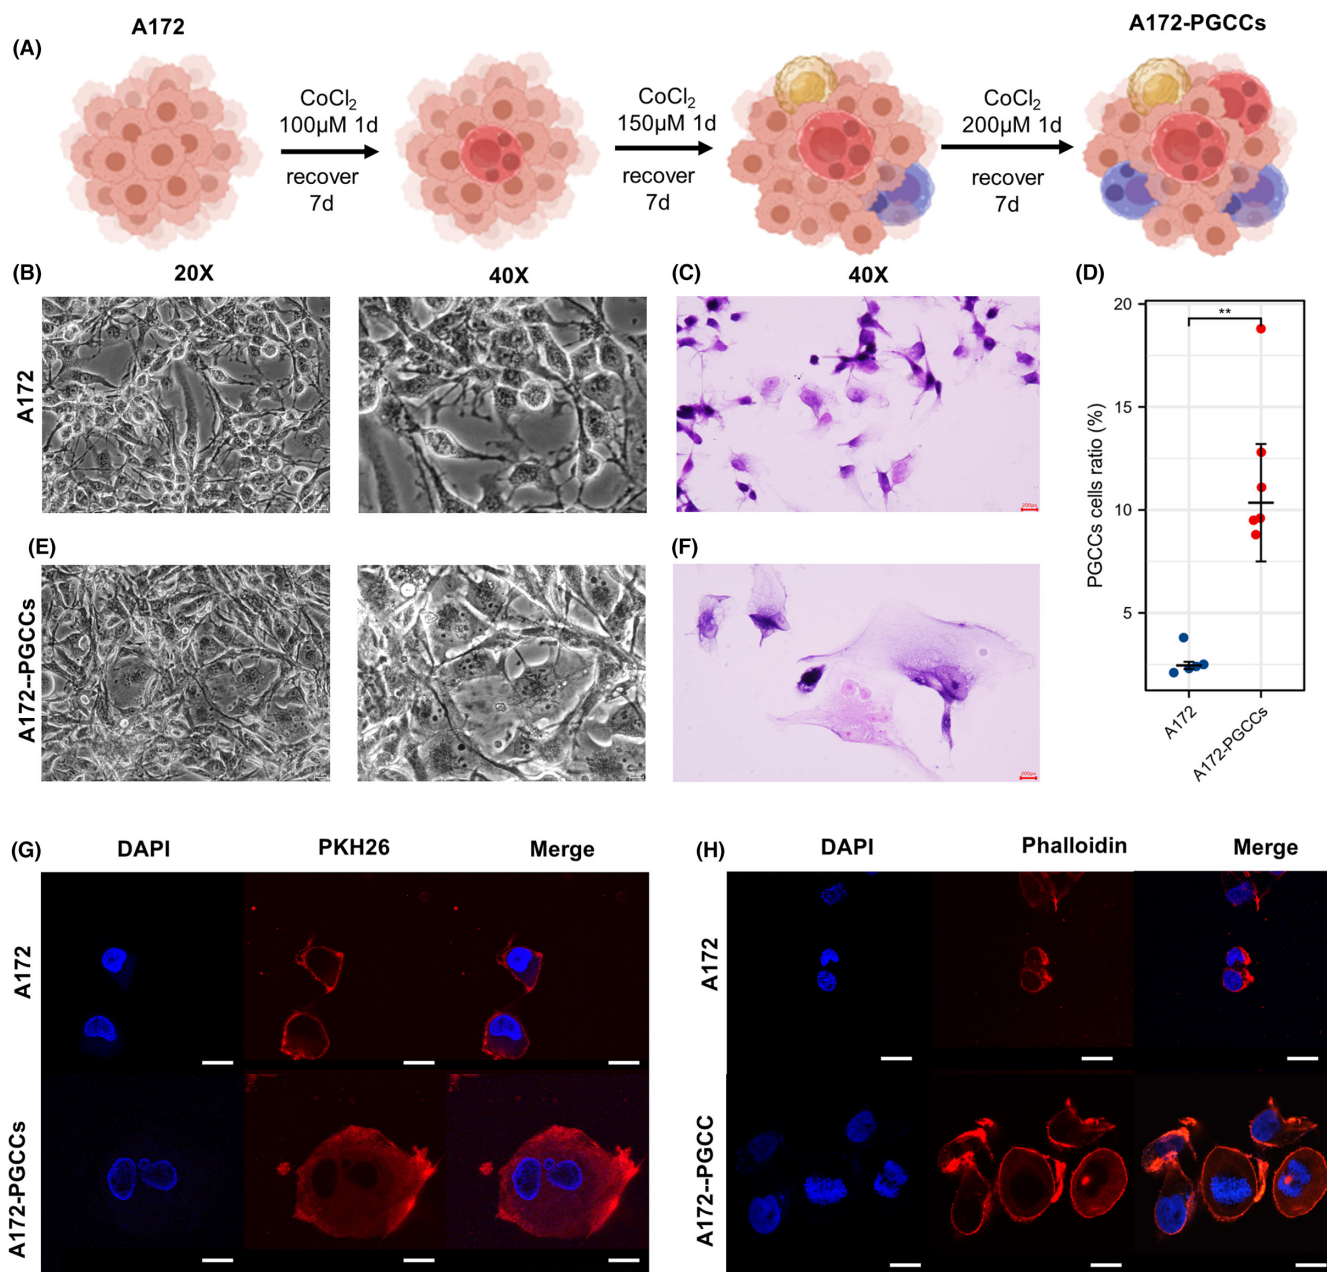 A172
A172-PGCCs
(A)
CoCl2
100µM 1d
recover
7d
CoCl2
150µM 1d
recover
7d
CoCl2
200µM 1d
recover
7d
(B)
20X
40X
(C)
40X
(D)
A172
200px
20
15
10
5
**
PGCCs cells ratio (%)
A172
A172-PGCCs
(E)
(F)
A172--PGCCs
200px
(G)
DAPI
PKH26
Merge
A172
A172-PGCCs
(H)
DAPI
Phalloidin
Merge
A172
A172--PGCC